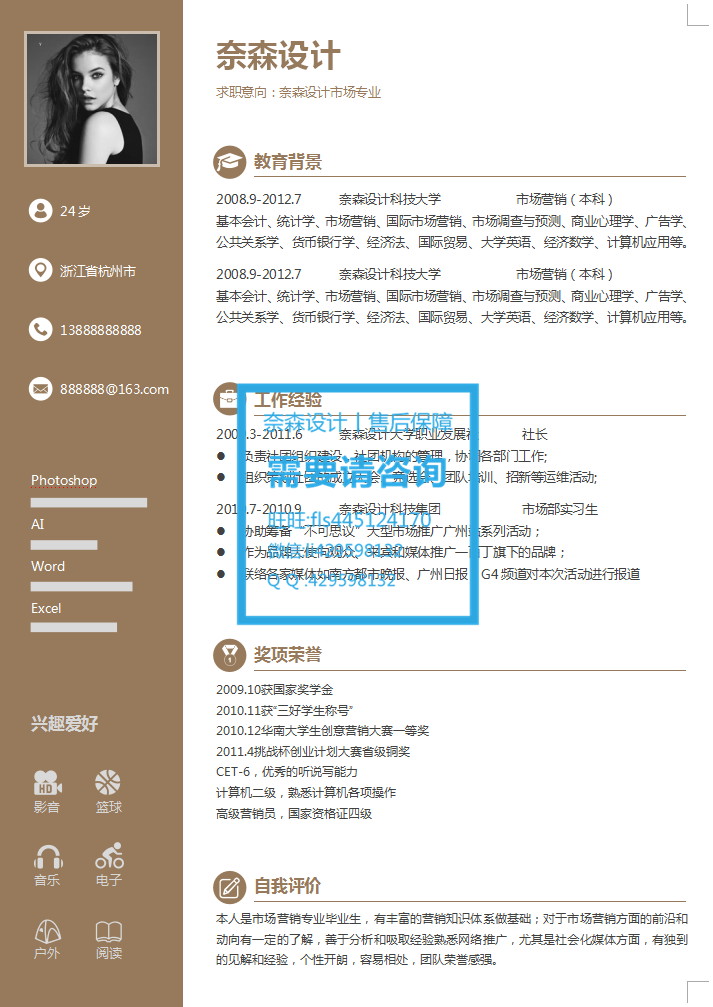 奈森设计
求职意向：奈森设计市场专业
24 岁
浙江省杭州市
13888888888
888888@163.com
Photoshop
AI
Word
Excel
兴趣爱好
HD
影音
篮球
音乐
电子
户外
阅读
教育背景
2008.9-2012.7 奈森设计科技大学 市场营销（本科）
基本会计、统计学、市场营销、国际市场营销、市场调查与预测、商业心理学、广告学、
公共关系学、货币银行学、经济法、国际贸易、大学英语、经济数学、计算机应用等。
2008.9-2012.7 奈森设计科技大学 市场营销（本科）
基本会计、统计学、市场营销、国际市场营销、市场调查与预测、商业心理学、广告学、
公共关系学、货币银行学、经济法、国际贸易、大学英语、经济数学、计算机应用等。
工作经验
.3-2011.6 奈森设计大学职业发展社 社长
● 负责社团组织建设，社团机构的管理，协调各部门工作;
● 组织策划社团的成立大会、竞选会、团队培训、招新等运维活动;
.7-2010.9 奈森设计科技集团 市场部实习生
● 协助筹备“不可思议”大型市场推广广州站系列活动；
● 作为品牌大使向观众、来宾和媒体推广一百丁旗下的品牌；
● 联络各家媒体如南方都市晚报、广州日报、G4 频道对本次活动进行报道
奈森设计丨售后保障
需要请咨询
旺旺:fls445124170
QQ :429598132
奖项荣誉
1
2009.10获国家奖学金
2010.11获“三好学生称号”
2010.12华南大学生创意营销大赛一等奖
2011.4挑战杯创业计划大赛省级铜奖
CET-6，优秀的听说写能力
计算机二级，熟悉计算机各项操作
高级营销员，国家资格证四级
自我评价
本人是市场营销专业毕业生，有丰富的营销知识体系做基础；对于市场营销方面的前沿和
动向有一定的了解，善于分析和吸取经验熟悉网络推广，尤其是社会化媒体方面，有独到
的见解和经验，个性开朗，容易相处，团队荣誉感强。